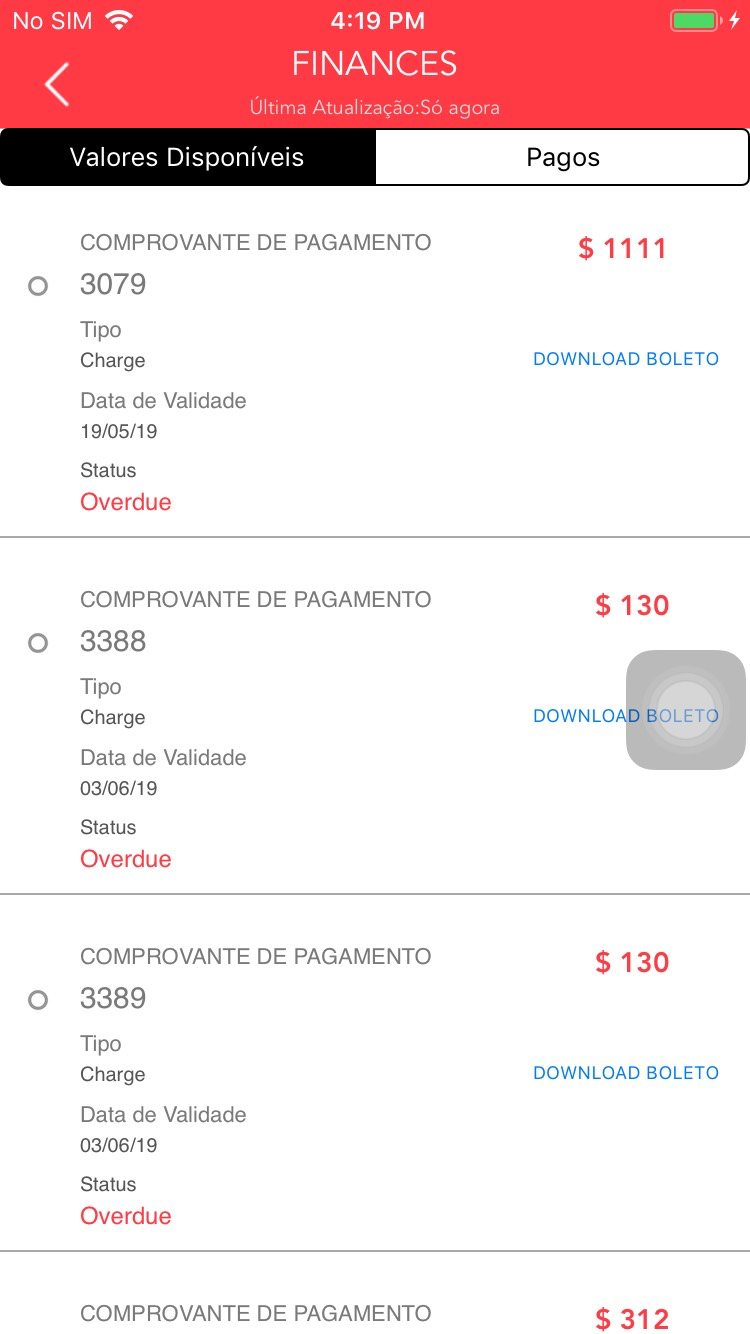 No SIM 4:19 PM
FINANCES
Última Atualização:Só agora
Valores Disponíveis Pagos
COMPROVANTE DE PAGAMENTO $ 1111
3079
Tipo
Charge DOWNLOAD BOLETO
Data de Validade
19/05/19
Status
Overdue
COMPROVANTE DE PAGAMENTO $ 130
3388
Tipo
Charge DOWNLOAD BOLETO
Data de Validade
03/06/19
Status
Overdue
COMPROVANTE DE PAGAMENTO $ 130
3389
Tipo
Charge DOWNLOAD BOLETO
Data de Validade
03/06/19
Status
Overdue
COMPROVANTE DE PAGAMENTO $ 312